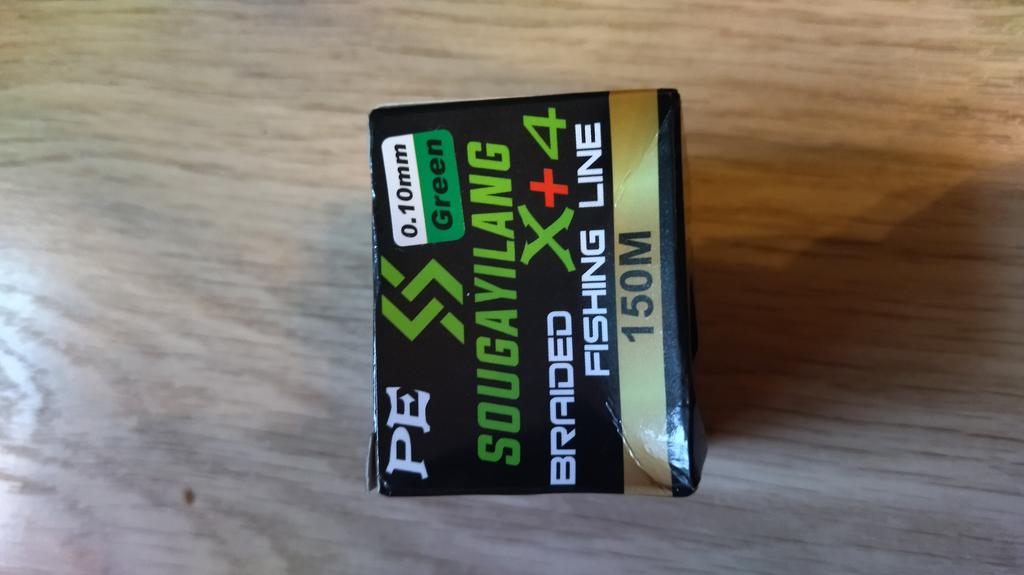 PE
0.10mm
Green
SOUGAYILANG
BRAIDED X+4
FISHING LINE
150M